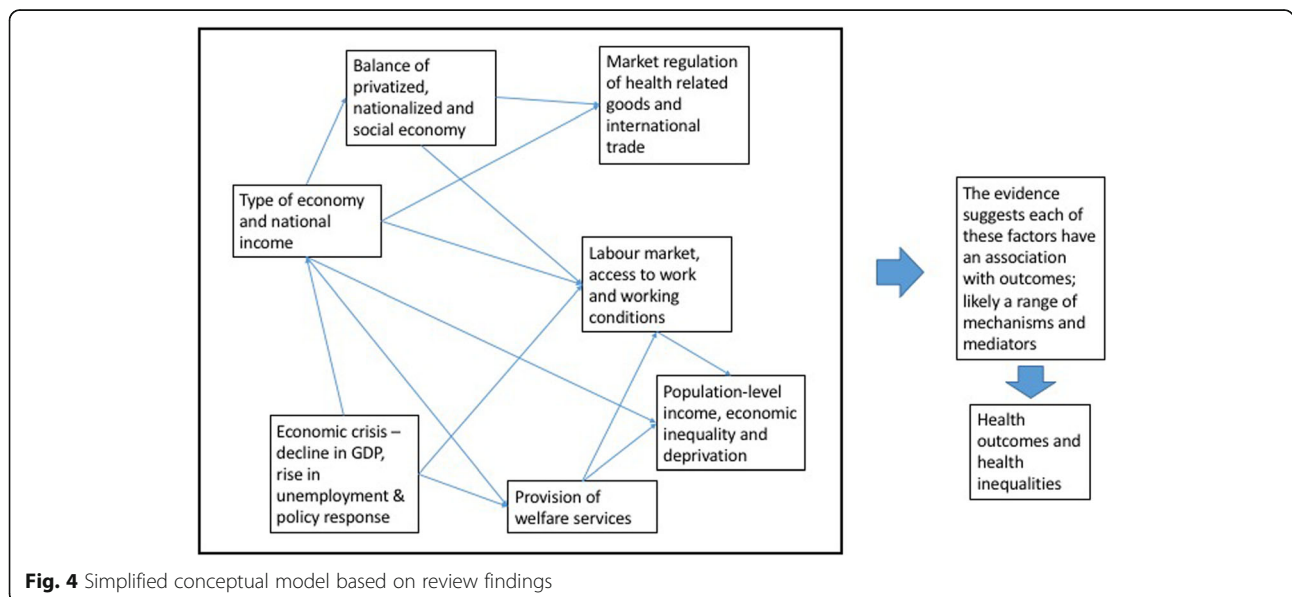 Balance of
privatized,
nationalized and
social economy
Market regulation
of health related
goods and
international
trade
Type of economy
and national
income
Labour market,
access to work
and working
conditions
Population-level
income, economic
inequality and
deprivation
Economic crisis –
decline in GDP,
rise in
unemployment &
policy response
Provision of
welfare services
The evidence
suggests each of
these factors have
an association
with outcomes;
likely a range of
mechanisms and
mediators
Health
outcomes and
health
inequalities
Fig. 4 Simplified conceptual model based on review findings